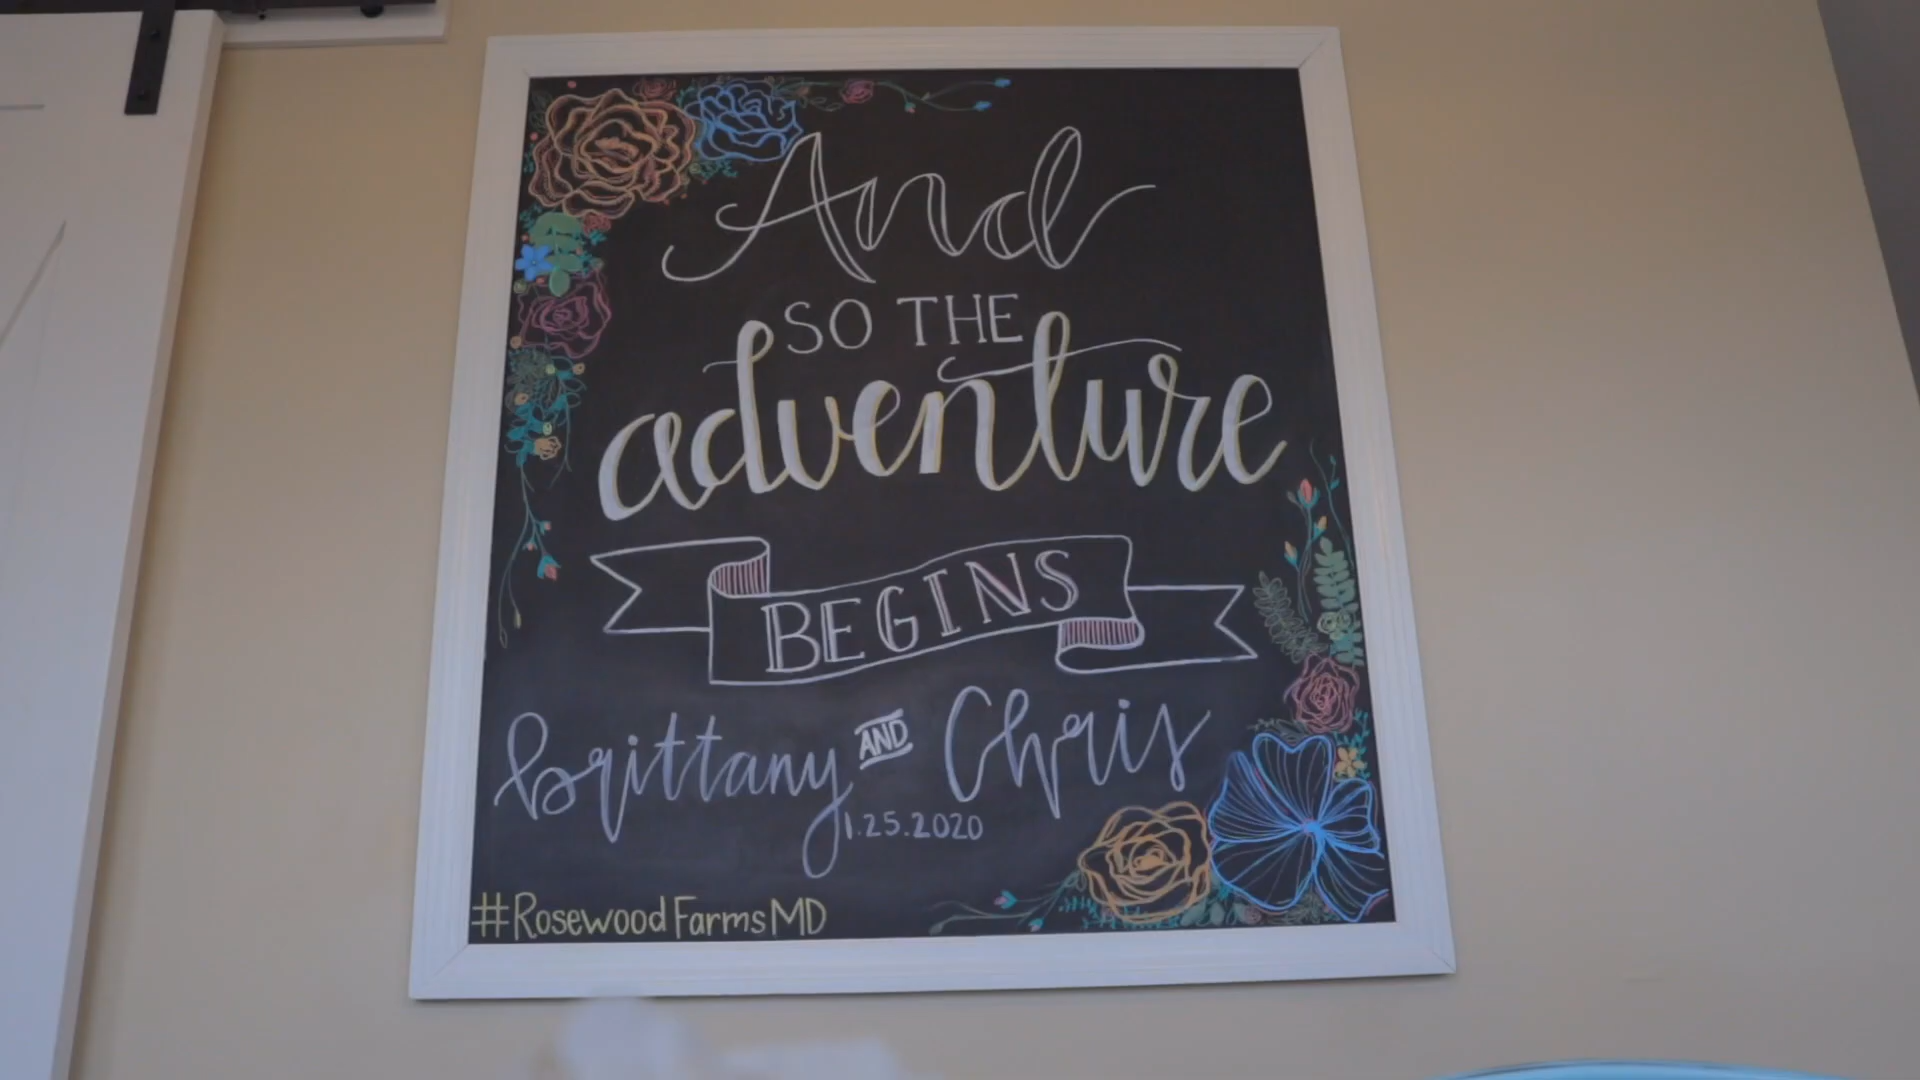 And
SO THE
adventure
BEGINS
brittany AND Chris
1.25.2020
#RosewoodFarmsMD